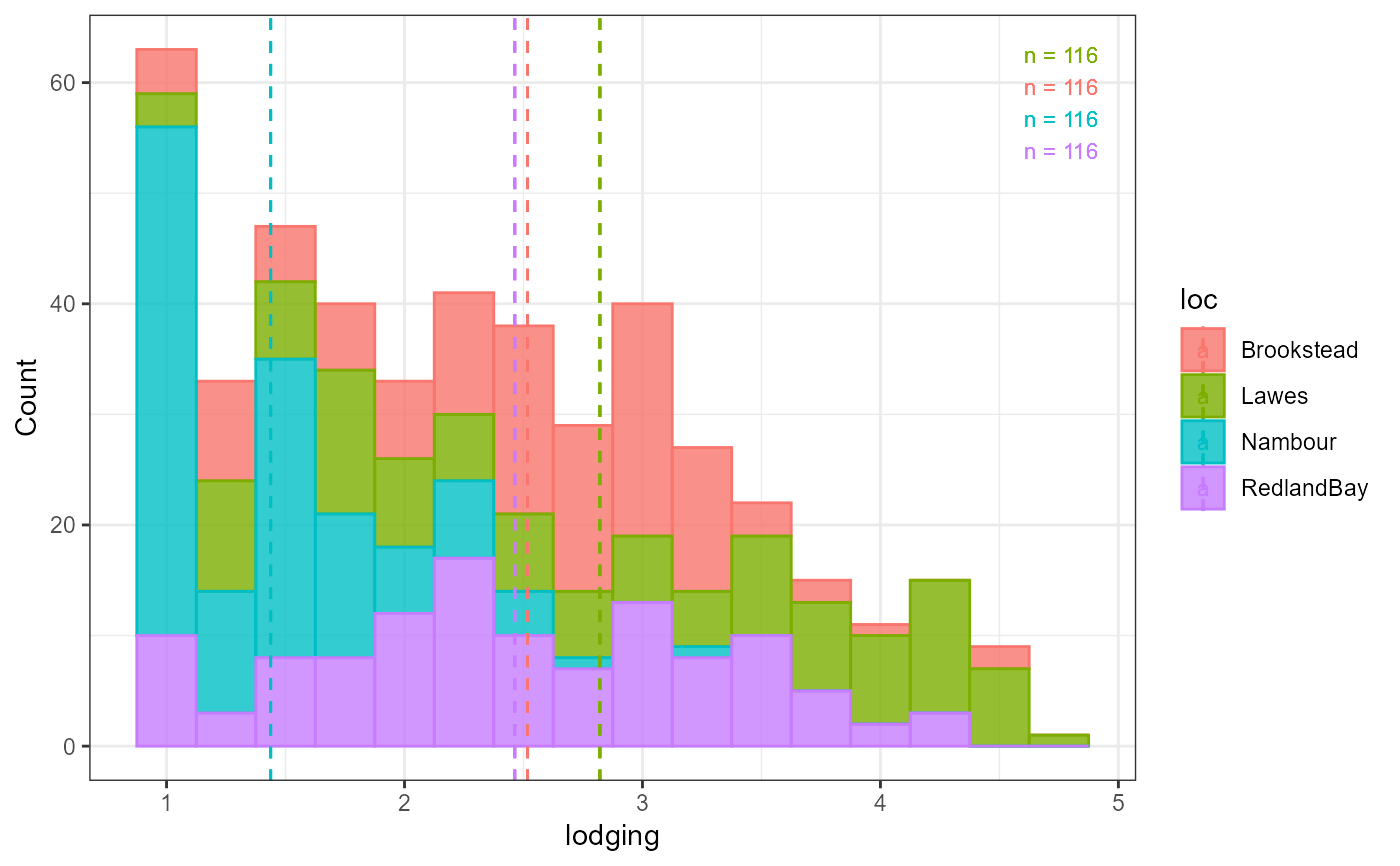 n = 116
n = 116
n = 116
n = 116
60
40
20
0
Count
1 2 3 4 5
lodging
loc
a Brookstead
a Lawes
a Nambour
a RedlandBay